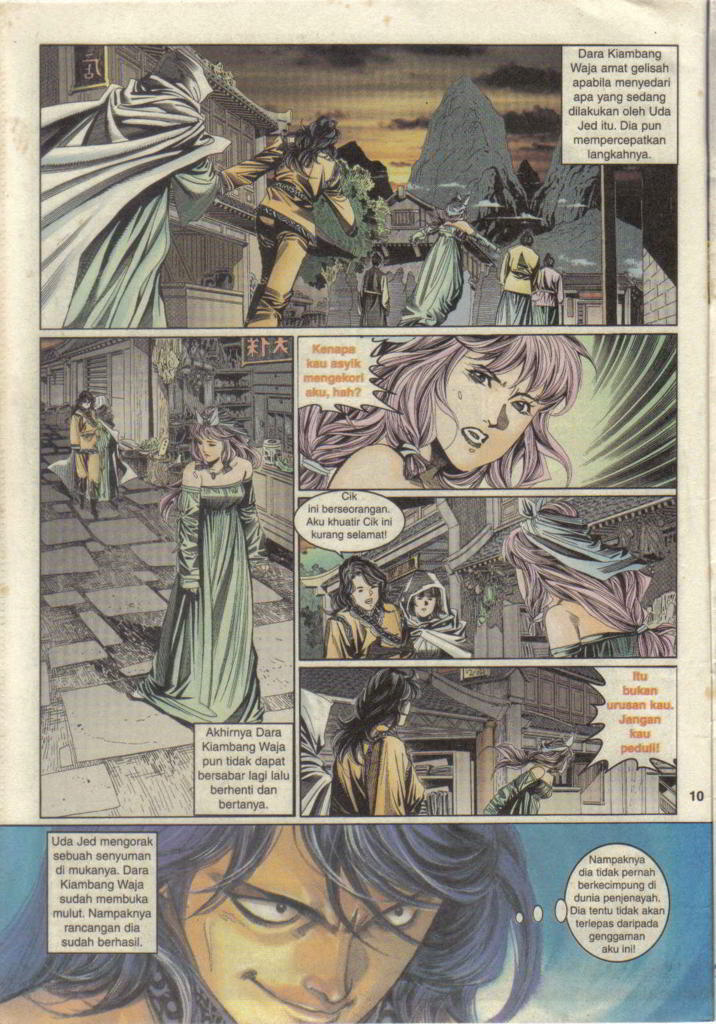 Dara Kiambang
Waja amat gelisah
apabila menyedari
apa yang sedang
dilakukan oleh Uda
Jed itu. Dia pun
mempercepatkan
langkahnya.
Akhirnya Dara
Kiambang Waja
pun tidak dapat
bersabar lagi lalu
berhenti dan
bertanya.
Kenapa
kau asyik
mengekori
aku, hah?
Cik
ini berseorangan.
Aku khuatir Cik ini
kurang selamat!
Itu
bukan
urusan kau.
Jangan
kau
peduli!
10
Uda Jed mengorak
sebuah senyuman
di mukanya. Dara
Kiambang Waja
sudah membuka
mulut. Nampaknya
rancangan dia
sudah berhasil.
Nampaknya
dia tidak pernah
berkecimpung di
dunia penjenayah.
Dia tentu tidak akan
terlepas daripada
genggaman
aku ini!